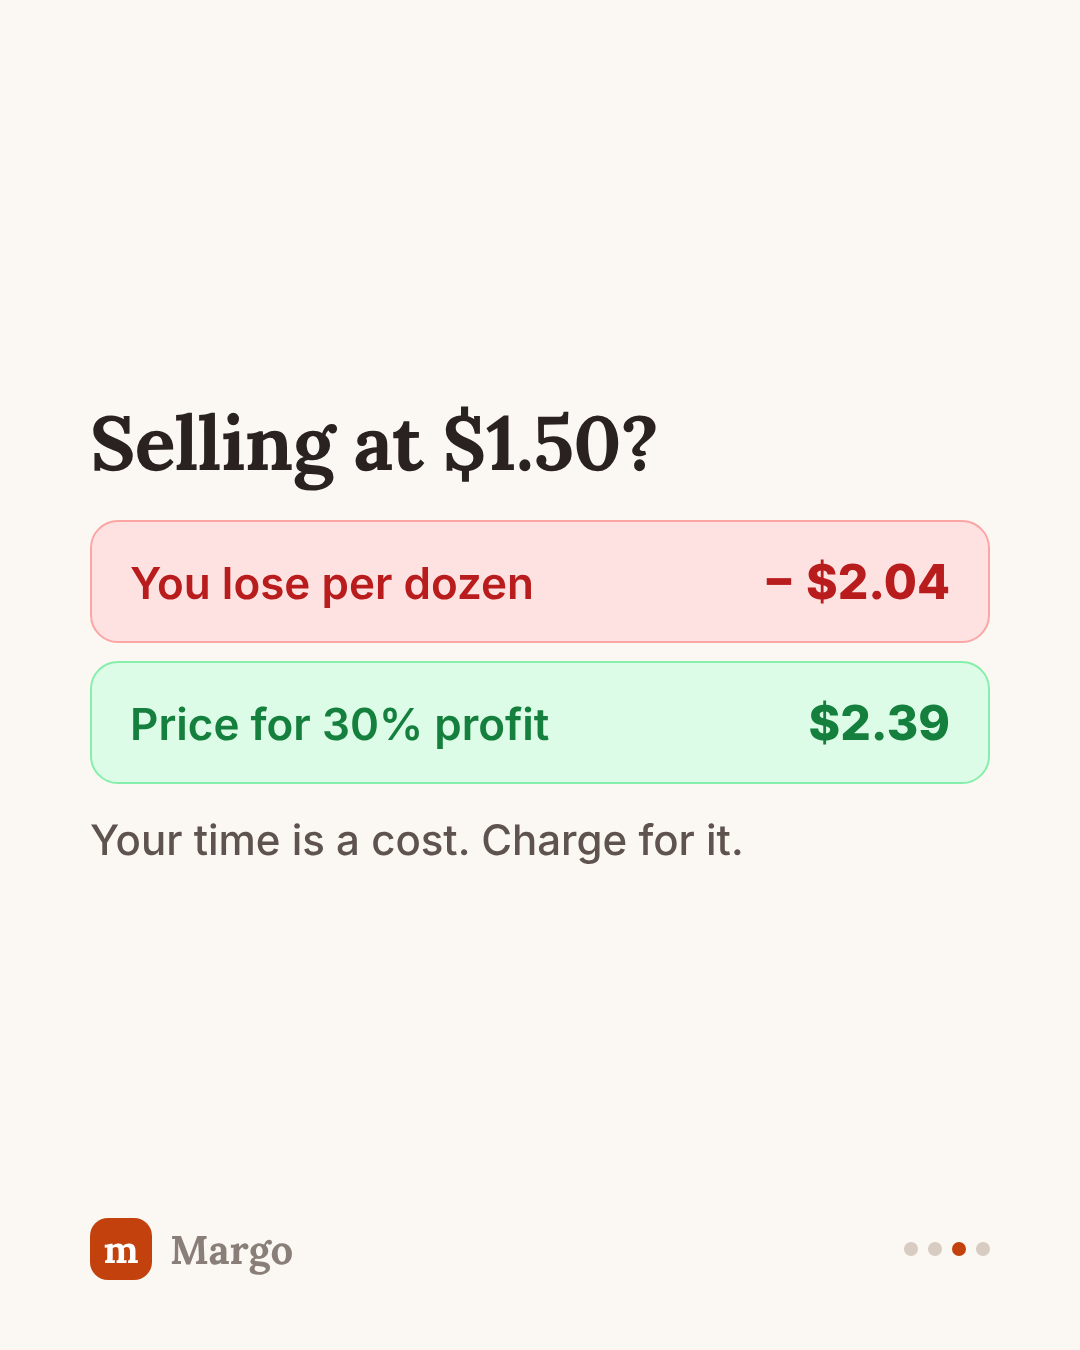 Selling at $1.50?
You lose per dozen − $2.04
Price for 30% profit $2.39
Your time is a cost. Charge for it.
m Margo